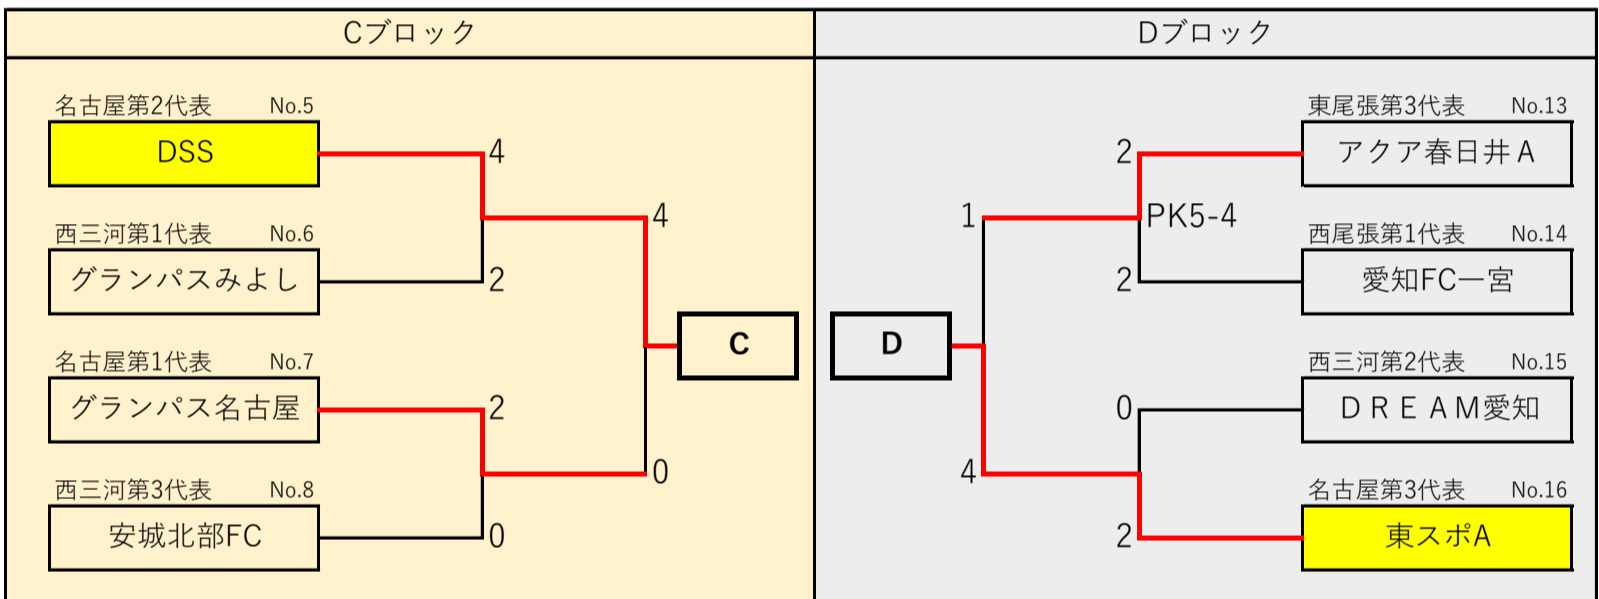 Cブロック
名古屋第2代表 No.5
DSS
4
西三河第1代表 No.6
グランパスみよし
2
4
名古屋第1代表 No.7
グランパス名古屋
2
西三河第3代表 No.8
安城北部FC
0
0
C
Dブロック
東尾張第3代表 No.13
アクア春日井A
2
PK5-4
西尾張第1代表 No.14
愛知FC一宮
2
1
西三河第2代表 No.15
DREAM愛知
0
名古屋第3代表 No.16
東スポA
2
4
D